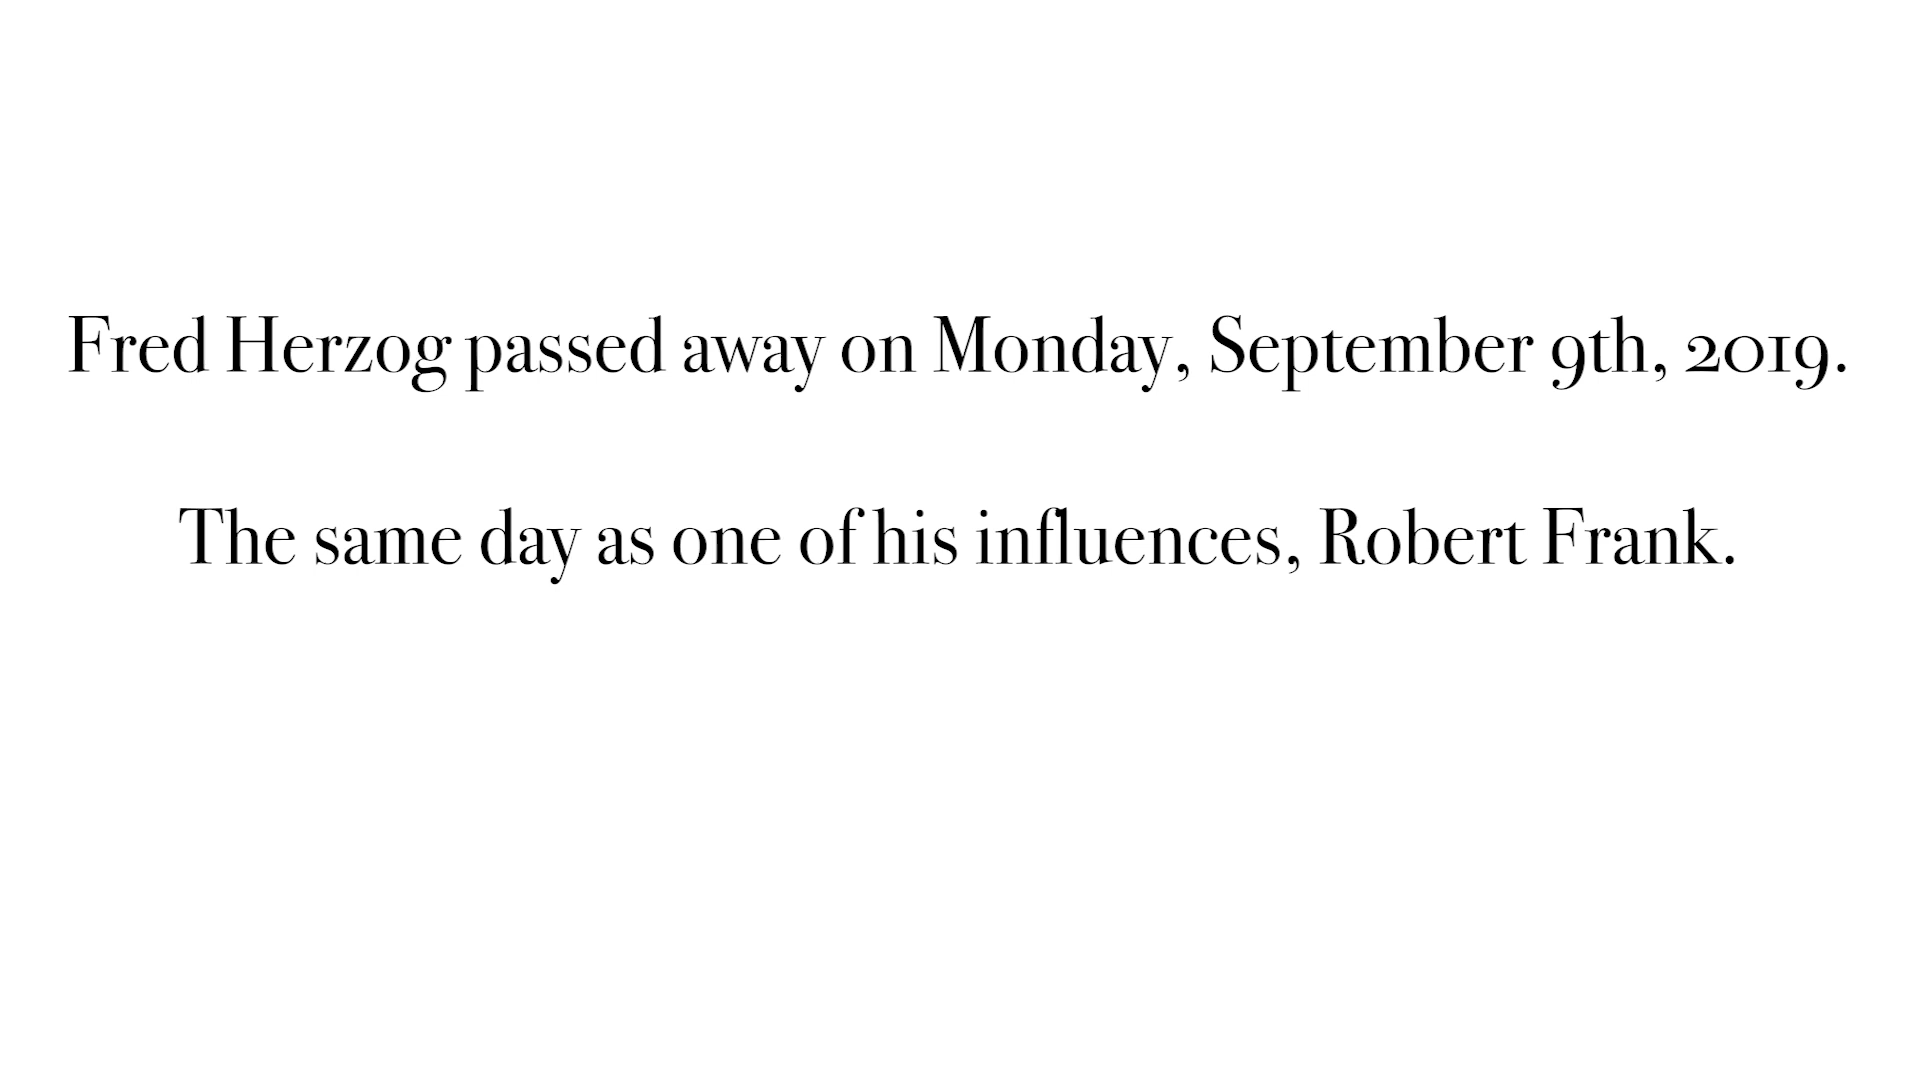 Fred Herzog passed away on Monday, September 9th, 2019.
The same day as one of his influences, Robert Frank.